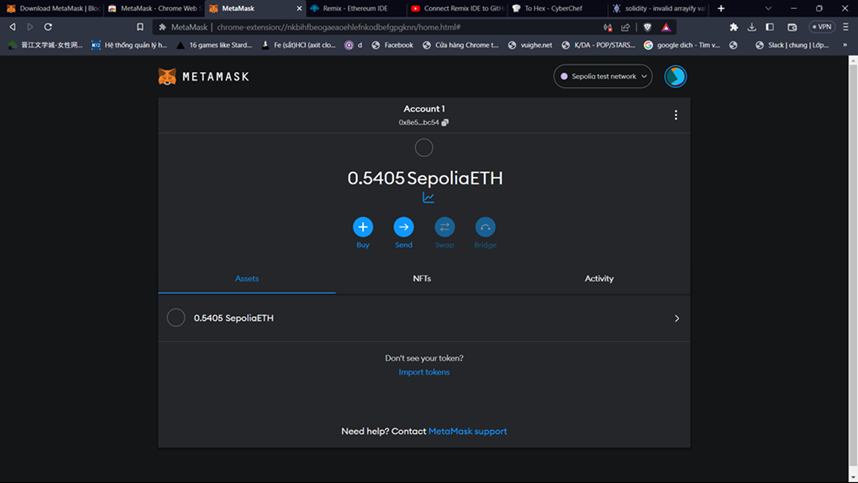 Download MetaMask | Bloc
MetaMask - Chrome Web S
MetaMask
Remix - Ethereum IDE
Connect Remix IDE to GitH
To Hex - CyberChef
solidity - invalid arrayify va
MetaMask
chrome-extension://nkbihfbeogaeaoehlefnkodbefgpgknn/home.html#
VPN
晋江文学城-女性网...
Hệ thống quản lý h...
16 games like Stard...
Fe [sắt]HCl (axit clo...
d
Facebook
Cửa hàng Chrome t...
vuighe.net
K/DA - POP/STARS...
google dich - Tìm v...
Slack | chung | Lớp...
METAMASK
Sepolia test network
Account 1
0x8e5...bc54
0.5405 SepoliaETH
Buy
Send
Swap
Bridge
Assets
NFTs
Activity
0.5405 SepoliaETH
Don't see your token?
Import tokens
Need help? Contact MetaMask support